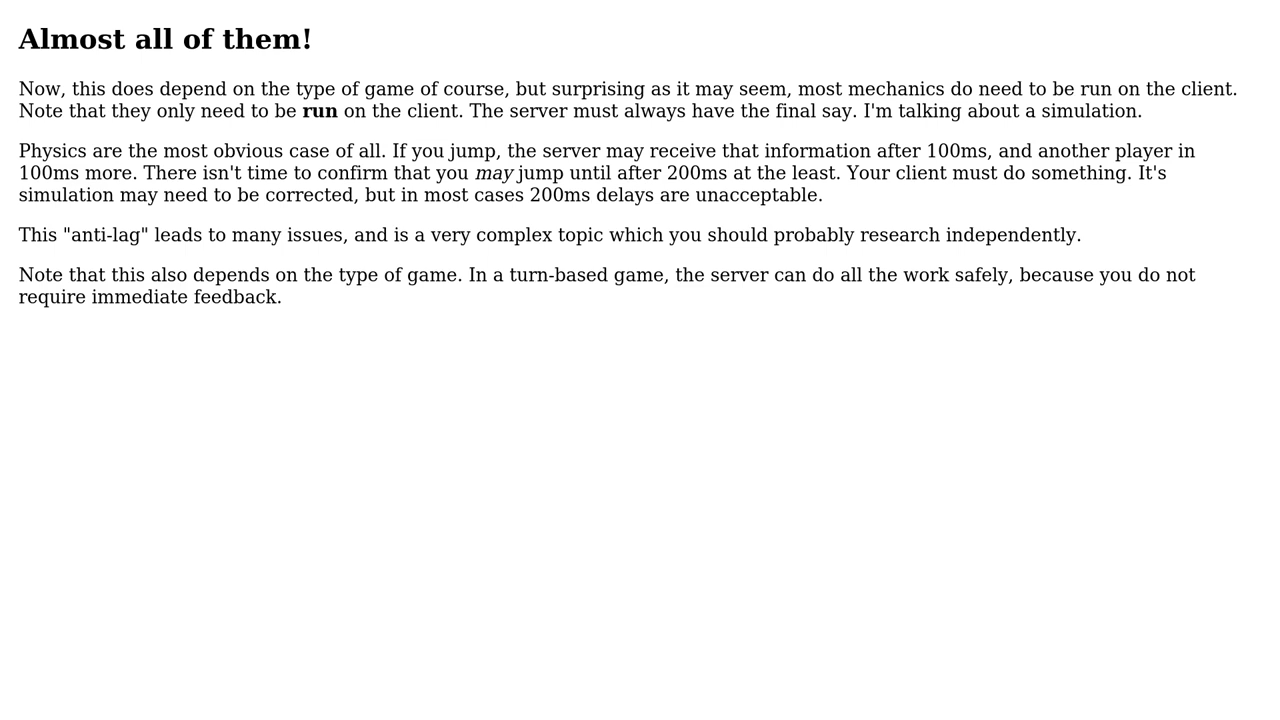 Almost all of them!
Now, this does depend on the type of game of course, but surprising as it may seem, most mechanics do need to be run on the client.
Note that they only need to be run on the client. The server must always have the final say. I'm talking about a simulation.
Physics are the most obvious case of all. If you jump, the server may receive that information after 100ms, and another player in
100ms more. There isn't time to confirm that you may jump until after 200ms at the least. Your client must do something. It's
simulation may need to be corrected, but in most cases 200ms delays are unacceptable.
This "anti-lag" leads to many issues, and is a very complex topic which you should probably research independently.
Note that this also depends on the type of game. In a turn-based game, the server can do all the work safely, because you do not
require immediate feedback.